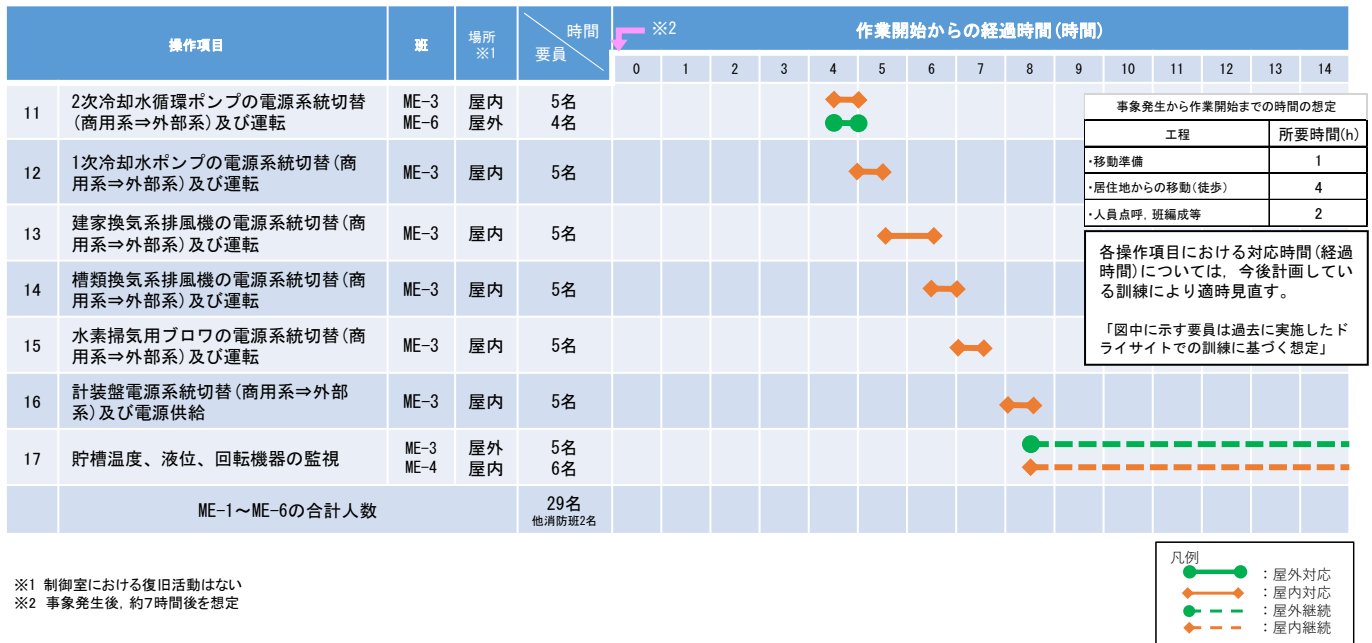 操作項目
班
場所
※1
時間
要員
※2
作業開始からの経過時間(時間)
0 1 2 3 4 5 6 7 8 9 10 11 12 13 14
11
2次冷却水循環ポンプの電源系統切替
(商用系⇒外部系)及び運転
ME-3
ME-6
屋内
屋外
5名
4名
12
1次冷却水ポンプの電源系統切替(商
用系⇒外部系)及び運転
ME-3
屋内
5名
13
建家換気系排風機の電源系統切替(商
用系⇒外部系)及び運転
ME-3
屋内
5名
14
槽類換気系排風機の電源系統切替(商
用系⇒外部系)及び運転
ME-3
屋内
5名
15
水素掃気用ブロワの電源系統切替(商
用系⇒外部系)及び運転
ME-3
屋内
5名
16
計装盤電源系統切替(商用系⇒外部
系)及び電源供給
ME-3
屋内
5名
17
貯槽温度、液位、回転機器の監視
ME-3
ME-4
屋外
屋内
5名
6名
ME-1～ME-6の合計人数
29名
他消防班2名
事象発生から作業開始までの時間の想定
工程 所要時間(h)
・移動準備 1
・居住地からの移動(徒歩) 4
・人員点呼, 班編成等 2
各操作項目における対応時間(経過
時間)については, 今後計画してい
る訓練により適時見直す。
「図中に示す要員は過去に実施したド
ライサイトでの訓練に基づく想定」
※1 制御室における復旧活動はない
※2 事象発生後, 約7時間後を想定
凡例
：屋外対応
：屋内対応
：屋外継続
：屋内継続